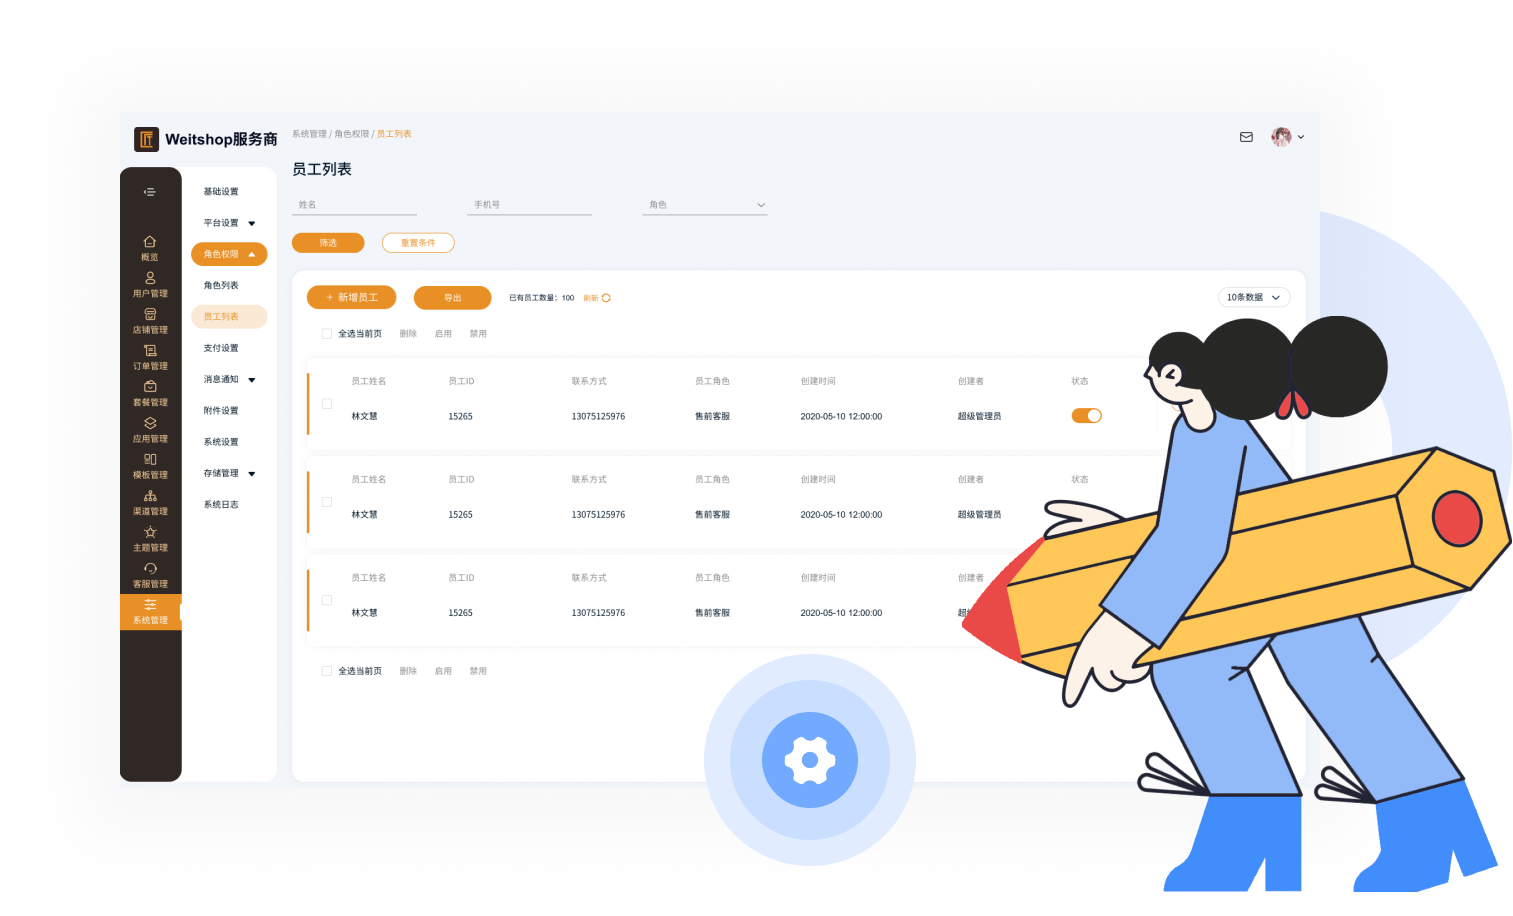 Weitshop服务商
系统管理 / 角色权限 / 员工列表
员工列表
姓名
手机号
角色
筛选
重置条件
概览
用户管理
店铺管理
订单管理
套餐管理
应用管理
模板管理
渠道管理
主题管理
客服管理
系统管理
基础设置
平台设置
角色权限
角色列表
员工列表
支付设置
消息通知
附件设置
系统设置
存储管理
系统日志
+ 新增员工
导出
已有员工数量：100 刷新
10条数据
全选当前页 删除 启用 禁用
员工姓名 员工ID 联系方式 员工角色 创建时间 创建者 状态
林文慧 15265 13075125976 售前客服 2020-05-10 12:00:00 超级管理员
员工姓名 员工ID 联系方式 员工角色 创建时间 创建者 状态
林文慧 15265 13075125976 售前客服 2020-05-10 12:00:00 超级管理员
员工姓名 员工ID 联系方式 员工角色 创建时间 创建者
林文慧 15265 13075125976 售前客服 2020-05-10 12:00:00
全选当前页 删除 启用 禁用